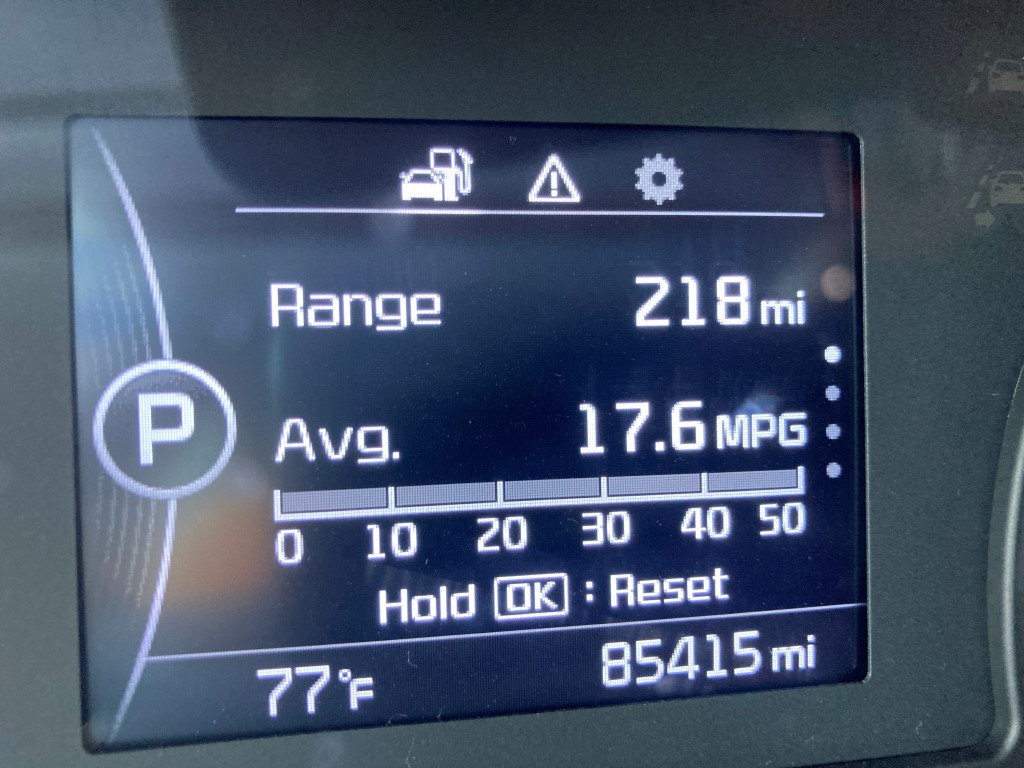 Range 218 mi
P
Avg. 17.6 MPG
0 10 20 30 40 50
Hold OK : Reset
77°F 85415 mi